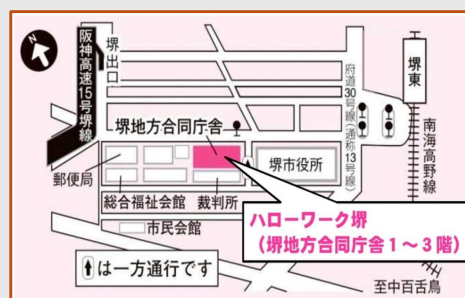 N
阪神高速15号堺線
堺出口
府道30号線(通称13号線)
堺東
南海高野線
堺地方合同庁舎
堺市役所
郵便局
総合福祉会館
裁判所
市民会館
ハローワーク堺
(堺地方合同庁舎1~3階)
は一方通行です
至中百舌鳥